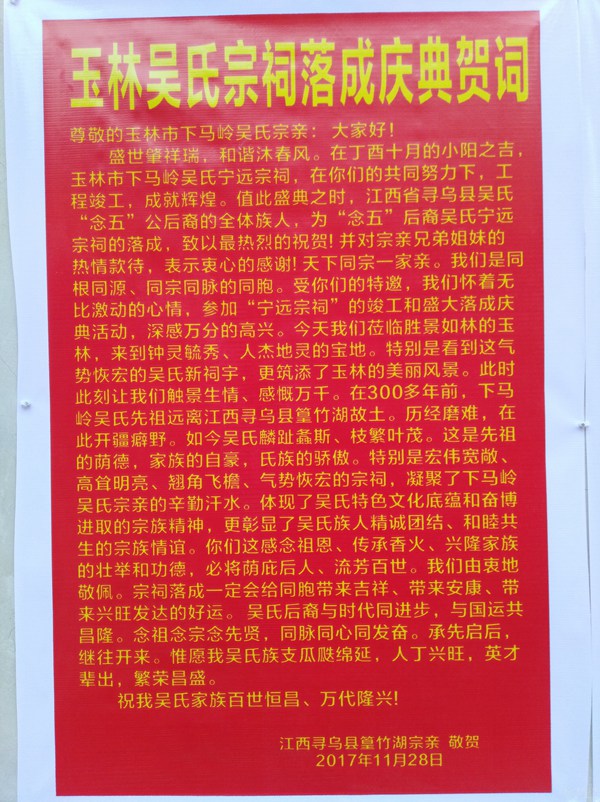 玉林吴氏宗祠落成庆典贺词
尊敬的玉林市下马岭吴氏宗亲：大家好！
盛世肇祥瑞，和谐沐春风。在丁酉十月的小阳之吉，
玉林市下马岭吴氏宁远宗祠，在你们的共同努力下，工
程竣工，成就辉煌。值此盛典之时，江西省寻乌县吴氏
“念五”公后裔的全体族人，为“念五”后裔吴氏宁远
宗祠的落成，致以最热烈的祝贺！并对宗亲兄弟姐妹的
热情款待，表示衷心的感谢！天下同宗一家亲。我们是同
根同源、同宗同脉的同胞。受你们的特邀，我们怀着无
比激动的心情，参加“宁远宗祠”的竣工和盛大落成庆
典活动，深感万分的高兴。今天我们莅临胜景如林的玉
林，来到钟灵毓秀、人杰地灵的宝地。特别是看到这气
势恢宏的吴氏新祠宇，更筑添了玉林的美丽风景。此时
此刻让我们触景生情、感慨万千。在300多年前，下马
岭吴氏先祖远离江西寻乌县篁竹湖故土。历经磨难，在
此开疆癖野。如今吴氏麟趾螽斯、枝繁叶茂。这是先祖
的荫德，家族的自豪，氏族的骄傲。特别是宏伟宽敞、
高耸明亮、翘角飞檐、气势恢宏的宗祠，凝聚了下马岭
吴氏宗亲的辛勤汗水。体现了吴氏特色文化底蕴和奋博
进取的宗族精神，更彰显了吴氏族人精诚团结、和睦共
生的宗族情谊。你们这感念祖恩、传承香火、兴隆家族
的壮举和功德，必将荫庇后人、流芳百世。我们由衷地
敬佩。宗祠落成一定会给同胞带来吉祥、带来安康、带
来兴旺发达的好运。吴氏后裔与时代同进步，与国运共
昌隆。念祖念宗念先贤，同脉同心同发奋。承先启后，
继往开来。惟愿我吴氏族支瓜瓞绵延，人丁兴旺，英才
辈出，繁荣昌盛。
祝我吴氏家族百世恒昌、万代隆兴！
江西寻乌县篁竹湖宗亲 敬贺
2017年11月28日